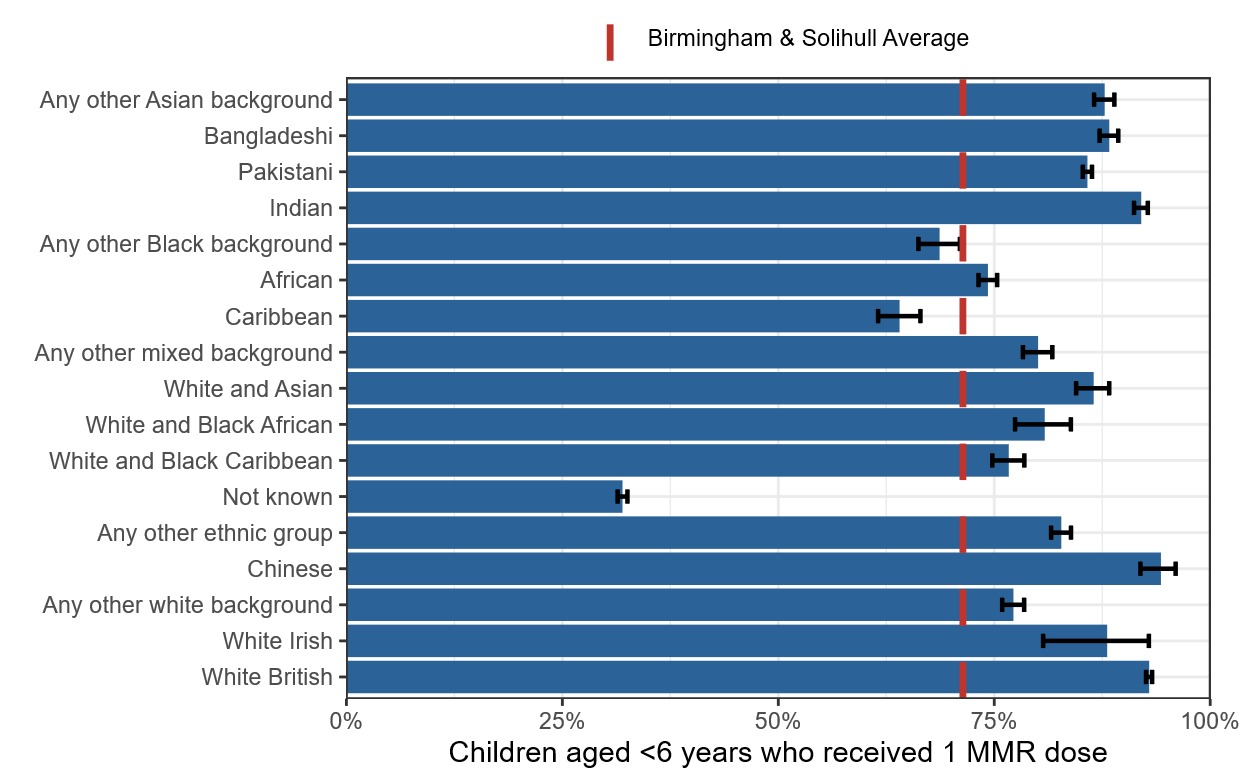 Birmingham & Solihull Average
Any other Asian background
Bangladeshi
Pakistani
Indian
Any other Black background
African
Caribbean
Any other mixed background
White and Asian
White and Black African
White and Black Caribbean
Not known
Any other ethnic group
Chinese
Any other white background
White Irish
White British
0% 25% 50% 75% 100%
Children aged <6 years who received 1 MMR dose